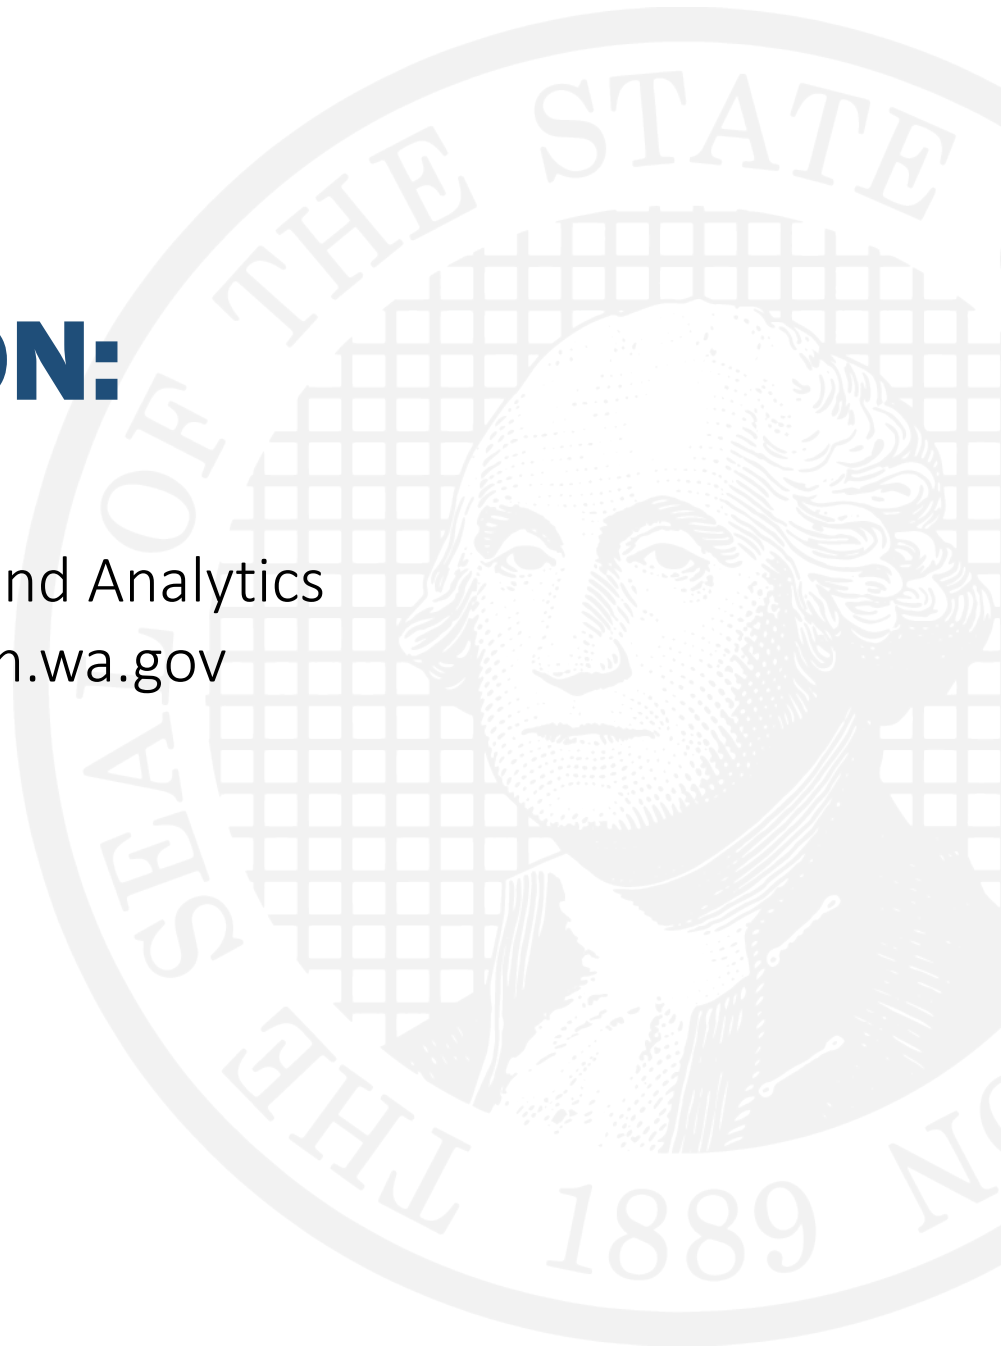 THE SEAL OF THE STATE
ON:
nd Analytics
n.wa.gov
1889